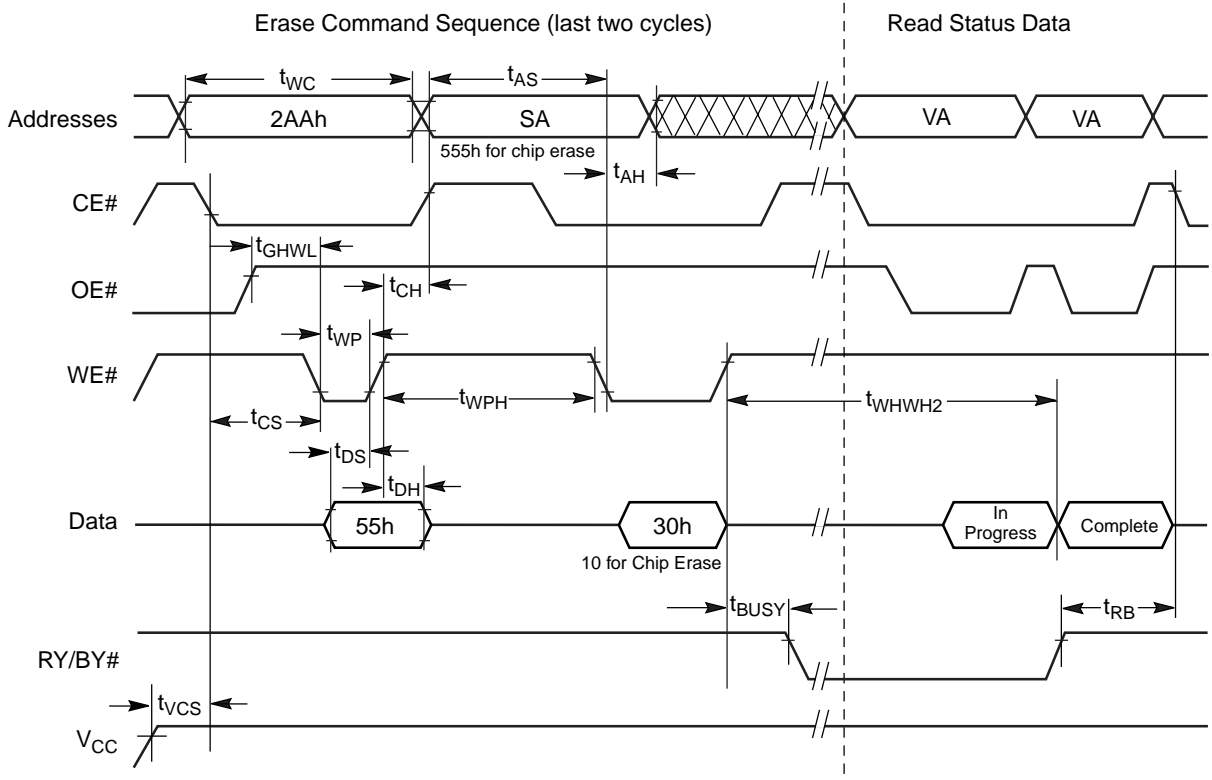 Erase Command Sequence (last two cycles) Read Status Data
tWC tAS
Addresses 2AAh SA VA VA
555h for chip erase
tAH
CE#
tGHWL
OE#
tCH
tWP
WE#
tWPH tWHWH2
tCS
tDS
tDH
Data 55h 30h In Progress Complete
10 for Chip Erase
tBUSY tRB
RY/BY#
tVCS
VCC